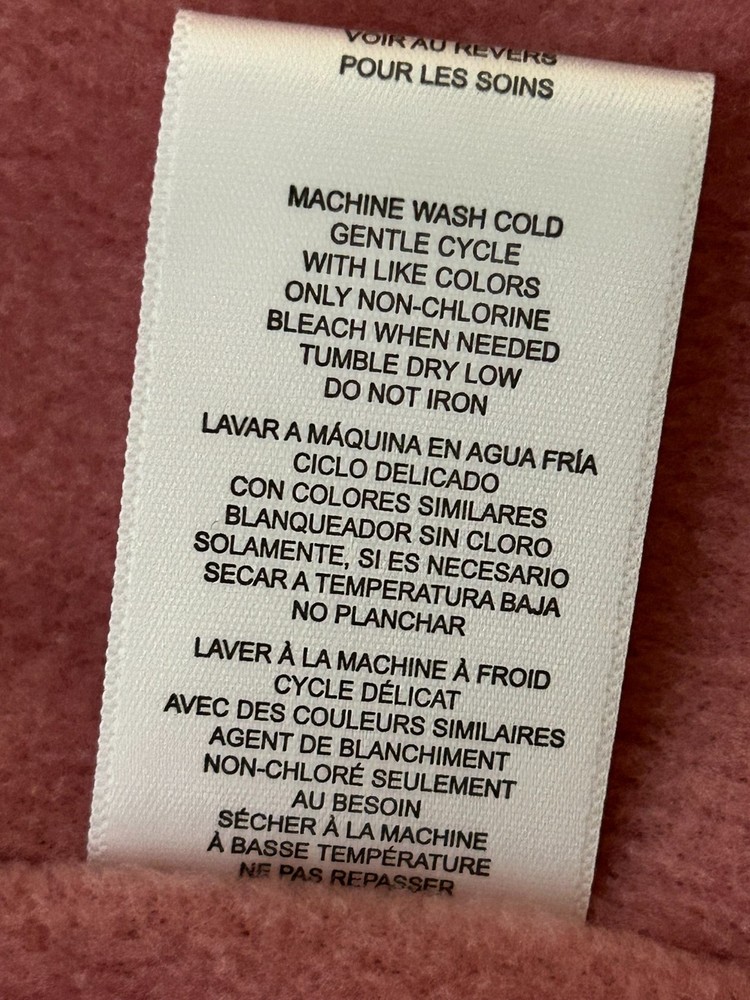 VOIR AU REVERS
POUR LES SOINS
MACHINE WASH COLD
GENTLE CYCLE
WITH LIKE COLORS
ONLY NON-CHLORINE
BLEACH WHEN NEEDED
TUMBLE DRY LOW
DO NOT IRON
LAVAR A MÁQUINA EN AGUA FRÍA
CICLO DELICADO
CON COLORES SIMILARES
BLANQUEADOR SIN CLORO
SOLAMENTE, SI ES NECESARIO
SECAR A TEMPERATURA BAJA
NO PLANCHAR
LAVER À LA MACHINE À FROID
CYCLE DÉLICAT
AVEC DES COULEURS SIMILAIRES
AGENT DE BLANCHIMENT
NON-CHLORÉ SEULEMENT
AU BESOIN
SÉCHER À LA MACHINE
À BASSE TEMPÉRATURE
NE PAS REPASSER